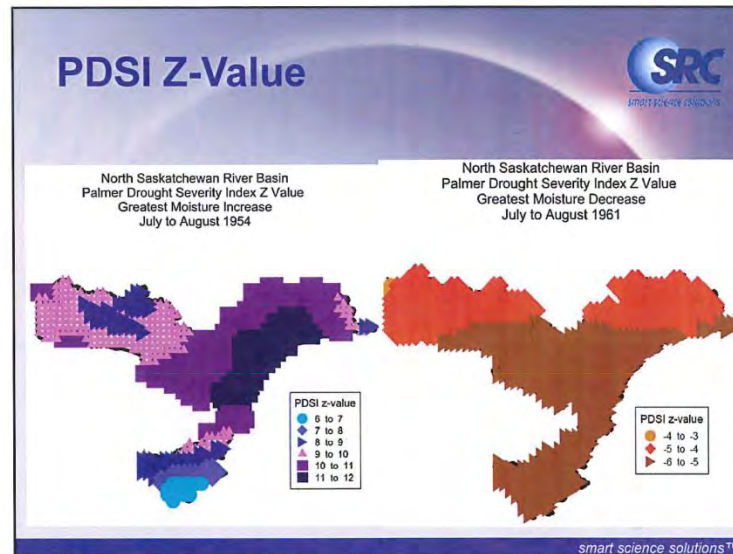 PDSI Z-Value
SRC
smart science solutions
North Saskatchewan River Basin
Palmer Drought Severity Index Z Value
Greatest Moisture Increase
July to August 1954
PDSI z-value
6 to 7
7 to 8
8 to 9
9 to 10
10 to 11
11 to 12
North Saskatchewan River Basin
Palmer Drought Severity Index Z Value
Greatest Moisture Decrease
July to August 1961
PDSI z-value
-4 to -3
-5 to -4
-6 to -5
smart science solutions™